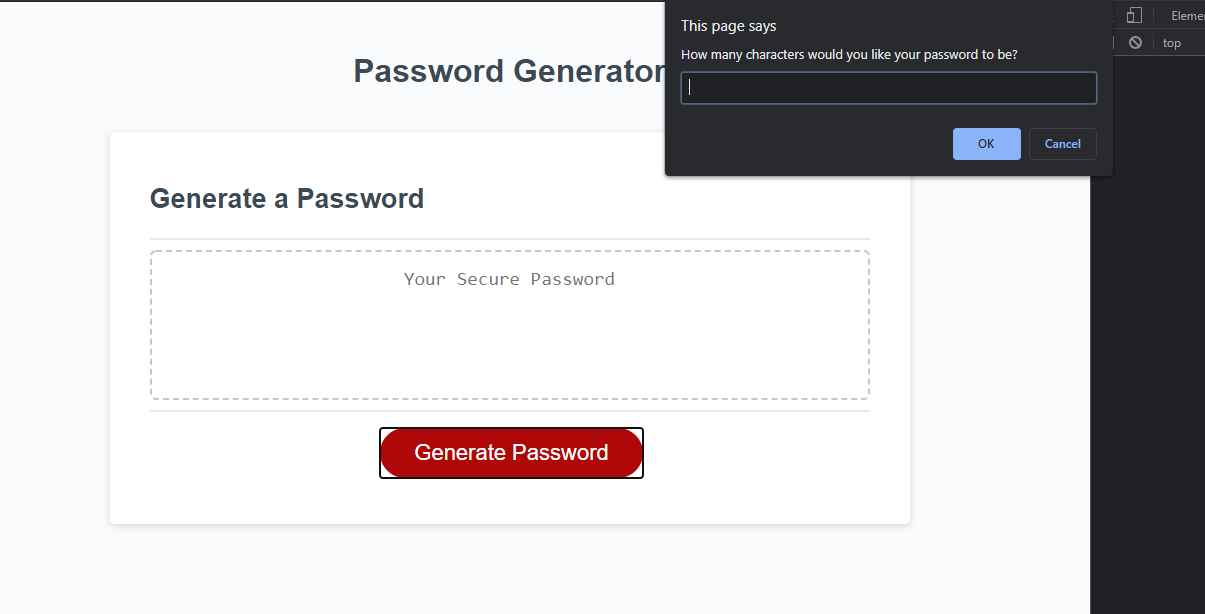 This page says
How many characters would you like your password to be?
OK
Cancel
top
Password Generator
Generate a Password
Your Secure Password
Generate Password